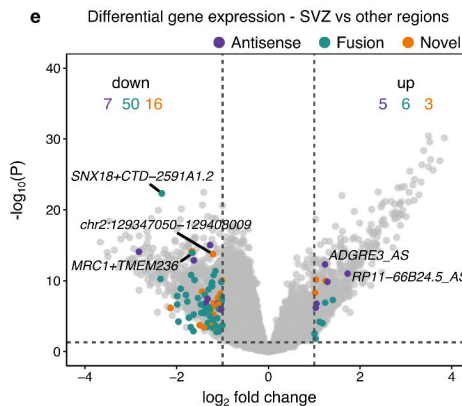 e
Differential gene expression - SVZ vs other regions
Antisense Fusion Novel
down up
7 50 16 5 6 3
SNX18+CTD-2591A1.2
chr2:129347050-129408009
MRC1+TMEM236
ADGRE3_AS
RP11-66B24.5_AS
-log10(P)
40
30
20
10
0
-4 -2 0 2 4
log2 fold change